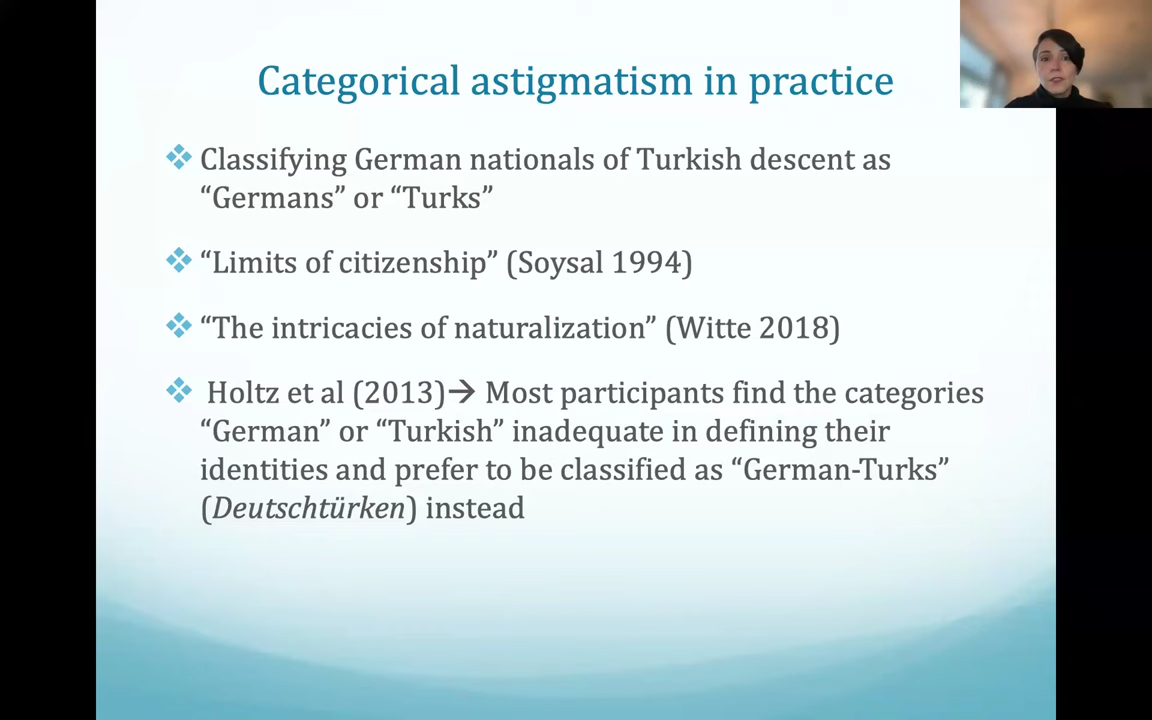 Categorical astigmatism in practice
Classifying German nationals of Turkish descent as
“Germans” or “Turks”
“Limits of citizenship” (Soysal 1994)
“The intricacies of naturalization” (Witte 2018)
Holtz et al (2013)→ Most participants find the categories
“German” or “Turkish” inadequate in defining their
identities and prefer to be classified as “German-Turks”
(Deutschtürken) instead